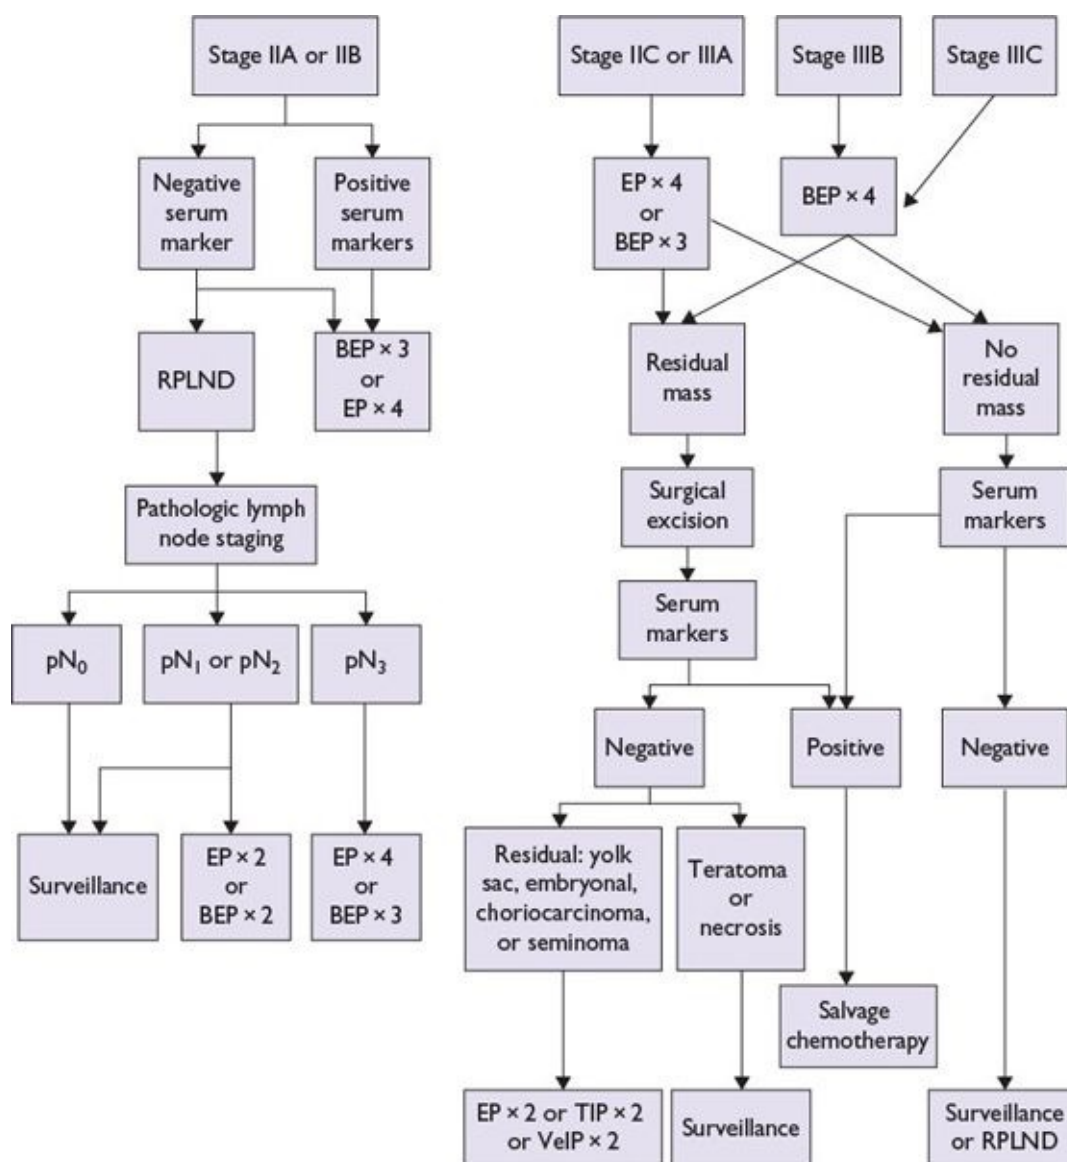 Stage IIA or IIB
Negative
serum
marker
Positive
serum
markers
RPLND
BEP × 3
or
EP × 4
Pathologic lymph
node staging
pN₀
pN₁ or pN₂
pN₃
Surveillance
EP × 2
or
BEP × 2
EP × 4
or
BEP × 3
Stage IIC or IIIA
Stage IIIB
Stage IIIC
EP × 4
or
BEP × 3
BEP × 4
Residual
mass
No
residual
mass
Surgical
excision
Serum
markers
Serum
markers
Negative
Positive
Negative
Residual: yolk
sac, embryonal,
choriocarcinoma,
or seminoma
Teratoma
or
necrosis
Salvage
chemotherapy
EP × 2 or TIP × 2
or VeIP × 2
Surveillance
Surveillance
or RPLND